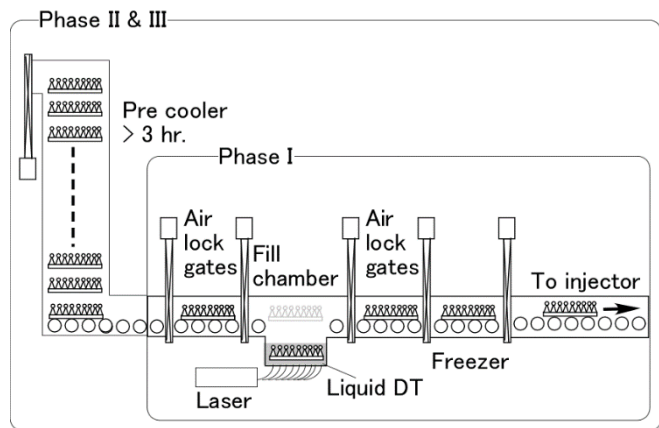 Phase II & III
Pre cooler
> 3 hr.
Phase I
Air
lock
gates
Fill
chamber
Air
lock
gates
To injector
Freezer
Liquid DT
Laser